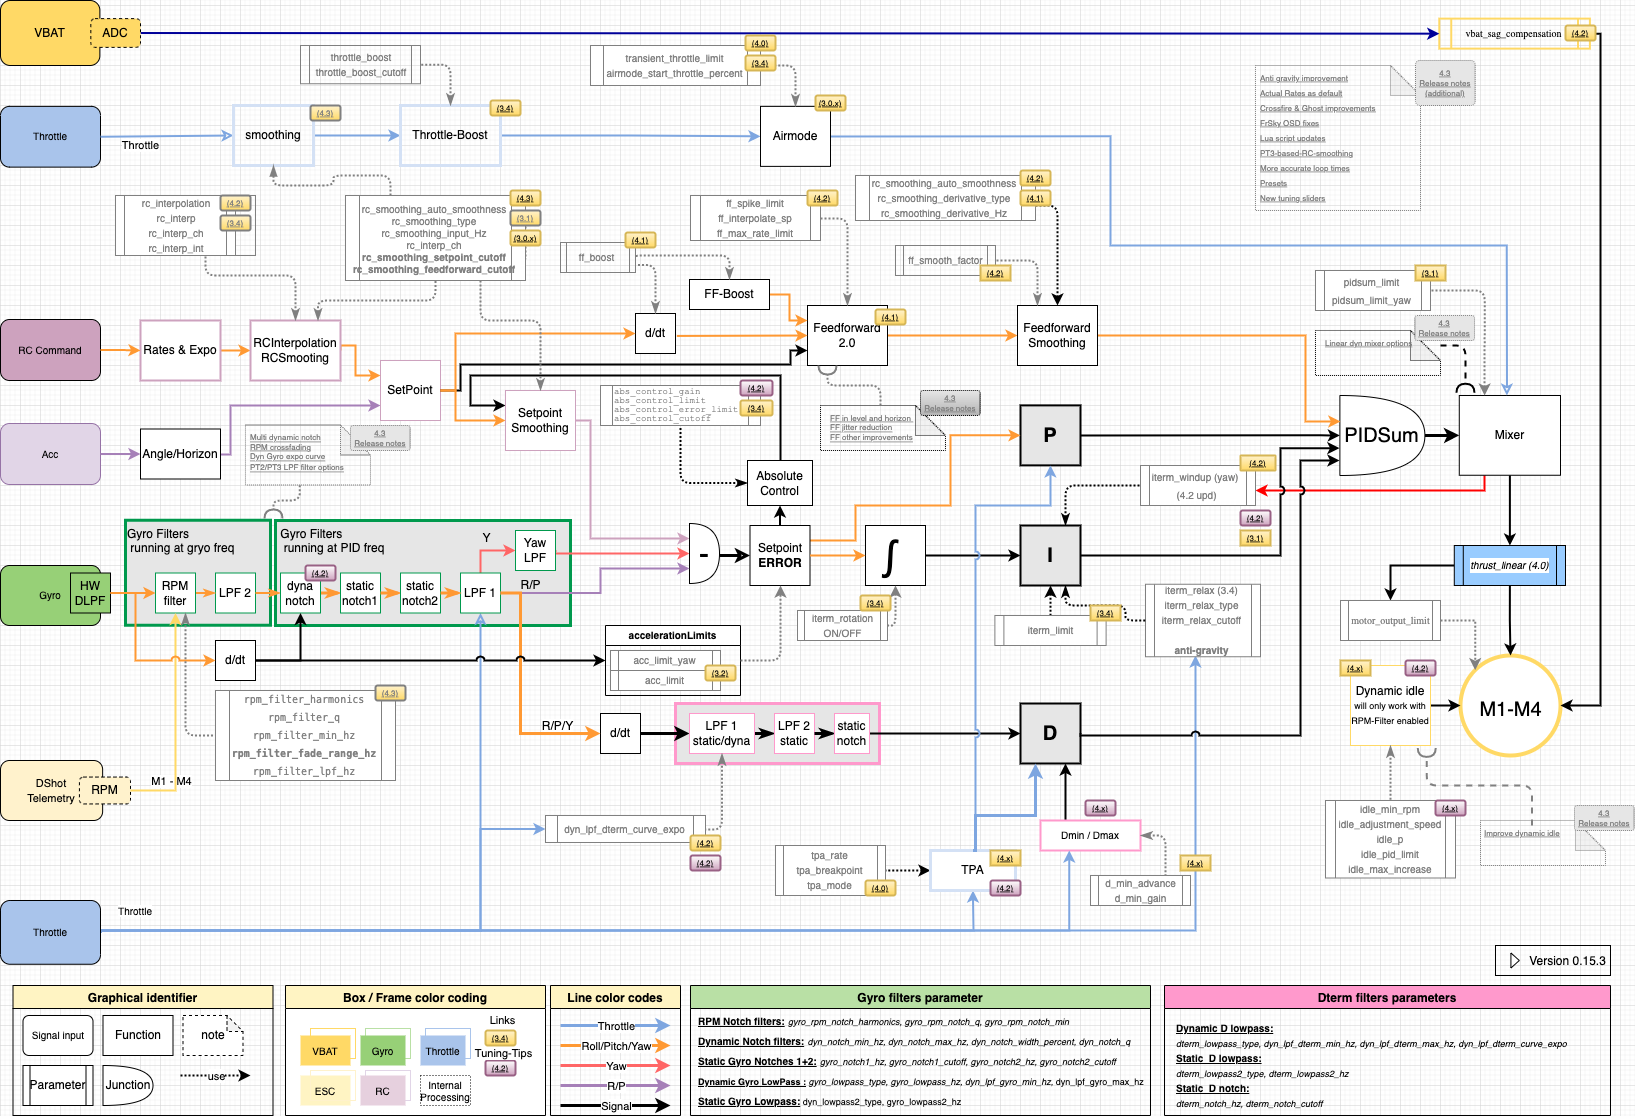 VBAT
ADC
vbat_sag_compensation
(4.2)
throttle_boost
throttle_boost_cutoff
transient_throttle_limit
airmode_start_throttle_percent
(4.0)
(3.4)
Anti gravity improvement
Actual Rates as default
Crossfire & Ghost improvements
FrSky OSD fixes
Lua script updates
PT3-based-RC-smoothing
More accurate loop times
Presets
New tuning sliders
4.3
Release notes
(additional)
Throttle
Throttle
smoothing
(4.3)
Throttle-Boost
(3.4)
Airmode
(3.0.x)
rc_interpolation
rc_interp
rc_interp_ch
rc_interp_int
(4.2)
(3.4)
rc_smoothing_auto_smoothness
rc_smoothing_type
rc_smoothing_input_Hz
rc_interp_ch
rc_smoothing_setpoint_cutoff
rc_smoothing_feedforward_cutoff
(4.3)
(3.1)
(3.0.x)
ff_boost
(4.1)
ff_spike_limit
ff_interpolate_sp
ff_max_rate_limit
(4.2)
rc_smoothing_auto_smoothness
rc_smoothing_derivative_type
rc_smoothing_derivative_Hz
(4.2)
(4.1)
ff_smooth_factor
(4.2)
pidsum_limit
pidsum_limit_yaw
(3.1)
Linear dyn mixer options
4.3
Release notes
FF-Boost
d/dt
Feedforward
2.0
(4.1)
Feedforward
Smoothing
RC Command
Rates & Expo
RCInterpolation
RCSmooting
SetPoint
Setpoint
Smoothing
abs_control_gain
abs_control_limit
abs_control_error_limit
abs_control_cutoff
(4.2)
(3.4)
FF in level and horizon
FF jitter reduction
FF other improvements
4.3
Release notes
P
PIDSum
Mixer
Acc
Angle/Horizon
Multi dynamic notch
RPM crossfading
Dyn Gyro expo curve
PT2/PT3 LPF filter options
4.3
Release notes
Absolute
Control
iterm_windup (yaw)
(4.2 upd)
(4.2)
(4.2)
(3.1)
Gyro Filters
running at gryo freq
Gyro Filters
running at PID freq
Y
Yaw
LPF
R/P
-
Setpoint
ERROR
∫
I
thrust_linear (4.0)
Gyro
HW
DLPF
RPM
filter
LPF 2
dyna
notch
(4.2)
static
notch1
static
notch2
LPF 1
iterm_rotation
ON/OFF
(3.4)
iterm_limit
(3.4)
iterm_relax (3.4)
iterm_relax_type
iterm_relax_cutoff
anti-gravity
motor_output_limit
d/dt
accelerationLimits
acc_limit_yaw
acc_limit
(3.2)
rpm_filter_harmonics
rpm_filter_q
rpm_filter_min_hz
rpm_filter_fade_range_hz
rpm_filter_lpf_hz
(4.3)
R/P/Y
d/dt
LPF 1
static/dyna
LPF 2
static
static
notch
D
(4.x)
(4.2)
Dynamic idle
will only work with
RPM-Filter enabled
M1-M4
DShot
Telemetry
RPM
M1 - M4
dyn_lpf_dterm_curve_expo
(4.2)
(4.2)
tpa_rate
tpa_breakpoint
tpa_mode
(4.0)
TPA
(4.x)
(4.2)
(4.x)
Dmin / Dmax
d_min_advance
d_min_gain
(4.x)
idle_min_rpm
idle_adjustment_speed
idle_p
idle_pid_limit
idle_max_increase
(4.x)
Improve dynamic idle
4.3
Release notes
Throttle
Throttle
Version 0.15.3
Graphical identifier
Signal input
Function
note
Parameter
Junction
use
Box / Frame color coding
VBAT
Gyro
Throttle
ESC
RC
Internal
Processing
Links
(3.4)
Tuning-Tips
(4.2)
Line color codes
Throttle
Roll/Pitch/Yaw
Yaw
R/P
Signal
Gyro filters parameter
RPM Notch filters: gyro_rpm_notch_harmonics, gyro_rpm_notch_q, gyro_rpm_notch_min
Dynamic Notch filters: dyn_notch_min_hz, dyn_notch_max_hz, dyn_notch_width_percent, dyn_notch_q
Static Gyro Notches 1+2: gyro_notch1_hz, gyro_notch1_cutoff, gyro_notch2_hz, gyro_notch2_cutoff
Dynamic Gyro LowPass : gyro_lowpass_type, gyro_lowpass_hz, dyn_lpf_gyro_min_hz, dyn_lpf_gyro_max_hz
Static Gyro Lowpass: dyn_lowpass2_type, gyro_lowpass2_hz
Dterm filters parameters
Dynamic D lowpass:
dterm_lowpass_type, dyn_lpf_dterm_min_hz, dyn_lpf_dterm_max_hz, dyn_lpf_dterm_curve_expo
Static D lowpass:
dterm_lowpass2_type, dterm_lowpass2_hz
Static D notch:
dterm_notch_hz, dterm_notch_cutoff